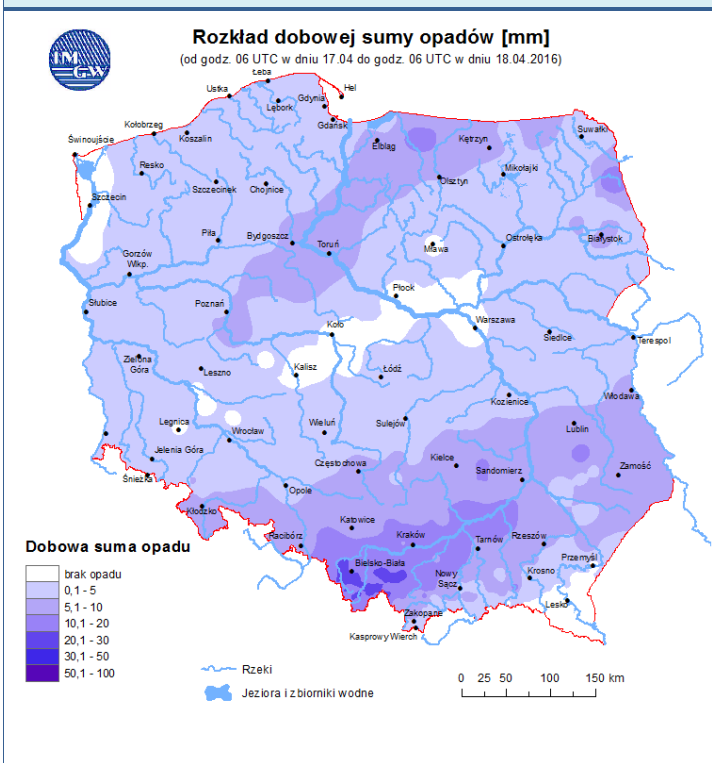 Rozkład dobowej sumy opadów [mm]
(od godz. 06 UTC w dniu 17.04 do godz. 06 UTC w dniu 18.04.2016)
IM
GW
Łeba
Ustka
Hel
Gdynia
Lębork
Kołobrzeg
Koszalin
Gdańsk
Suwałki
Świnoujście
Elbląg
Kętrzyn
Resko
Szczecinek
Chojnice
Olsztyn
Mikołajki
Szczecin
Piła
Bydgoszcz
Toruń
Mława
Ostrołęka
Białystok
Gorzów
Wlkp.
Płock
Słubice
Poznań
Koło
Warszawa
Siedlce
Terespol
Zielona
Góra
Leszno
Kalisz
Łódź
Kozienice
Włodawa
Legnica
Wrocław
Wieluń
Sulejów
Lublin
Jelenia Góra
Śnieżka
Częstochowa
Kielce
Sandomierz
Zamość
Opole
Kłodzko
Katowice
Racibórz
Kraków
Tarnów
Rzeszów
Przemyśl
Bielsko-Biała
Nowy
Sącz
Krosno
Lesko
Zakopane
Kasprowy Wierch
Dobowa suma opadu
brak opadu
0,1 - 5
5,1 - 10
10,1 - 20
20,1 - 30
30,1 - 50
50,1 - 100
Rzeki
Jeziora i zbiorniki wodne
0 25 50 100 150 km